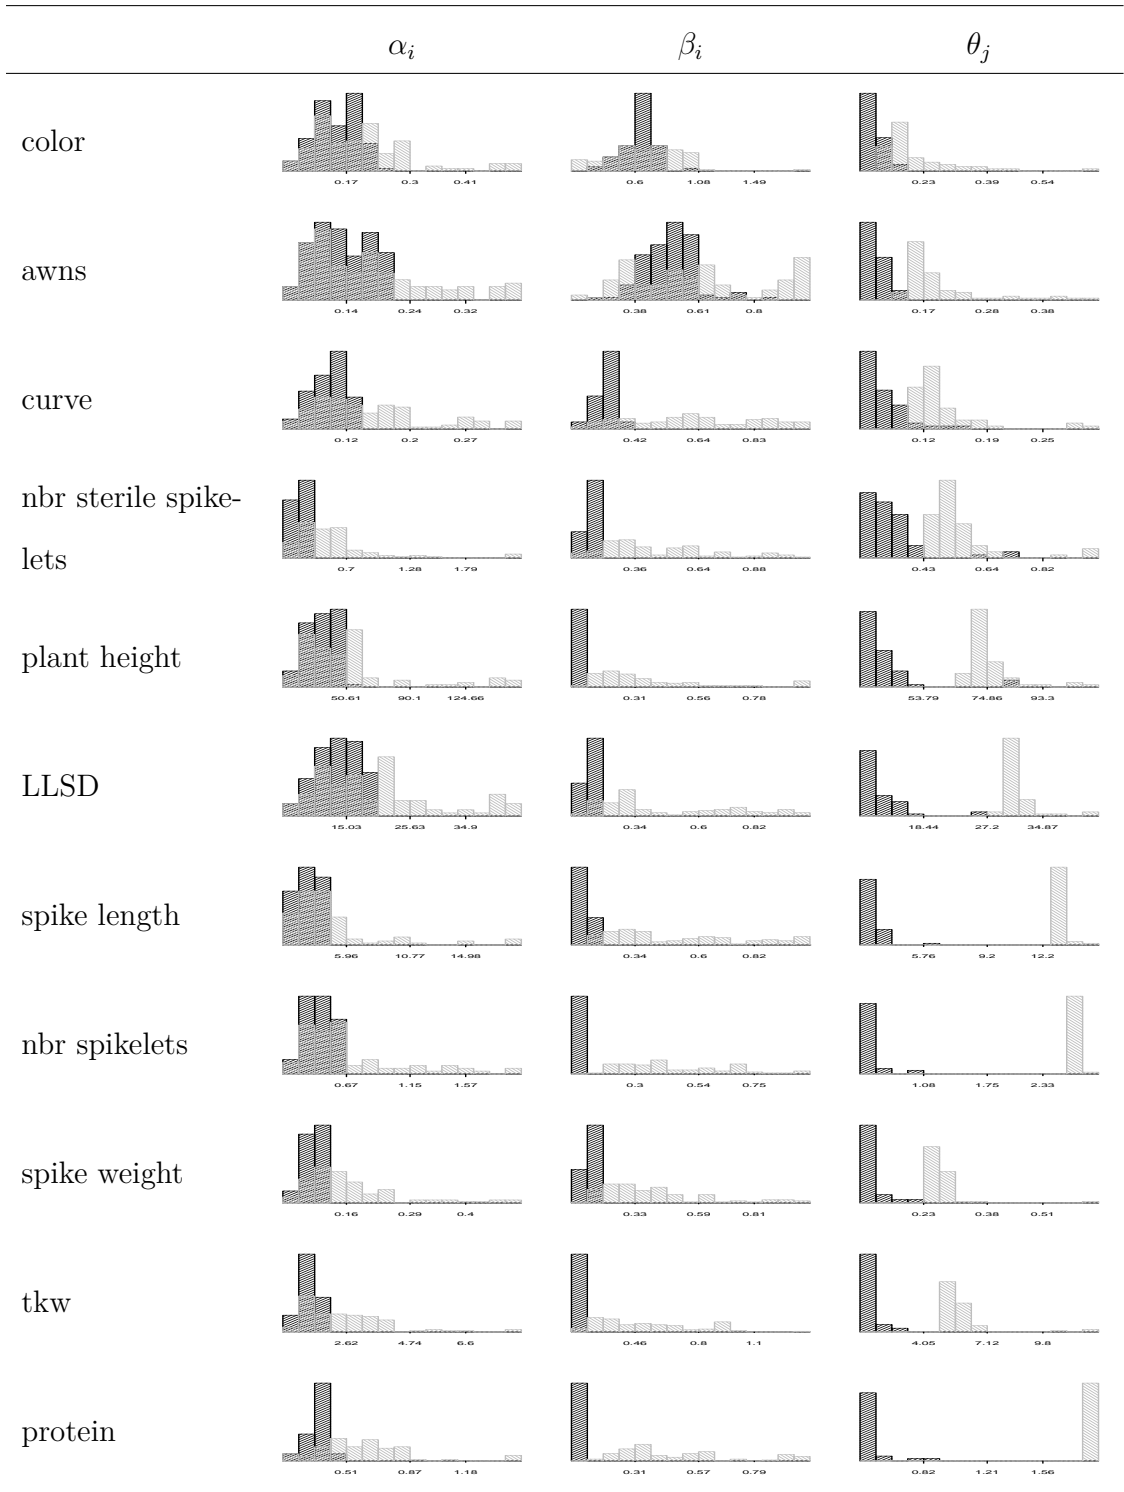 αᵢ βᵢ θⱼ
color
0.17 0.3 0.41 0.6 1.08 1.49 0.23 0.39 0.54
awns
0.14 0.24 0.32 0.38 0.61 0.8 0.17 0.28 0.38
curve
0.12 0.2 0.27 0.42 0.64 0.83 0.12 0.19 0.25
nbr sterile spike-
lets
0.7 1.28 1.79 0.36 0.64 0.88 0.43 0.64 0.82
plant height
50.61 90.1 124.66 0.31 0.56 0.78 53.79 74.86 93.3
LLSD
15.03 25.63 34.9 0.34 0.6 0.82 18.44 27.2 34.87
spike length
5.96 10.77 14.98 0.34 0.6 0.82 5.76 9.2 12.2
nbr spikelets
0.67 1.15 1.57 0.3 0.54 0.75 1.08 1.75 2.33
spike weight
0.16 0.29 0.4 0.33 0.59 0.81 0.23 0.38 0.51
tkw
2.62 4.74 6.6 0.46 0.8 1.1 4.05 7.12 9.8
protein
0.51 0.87 1.18 0.31 0.57 0.79 0.82 1.21 1.56